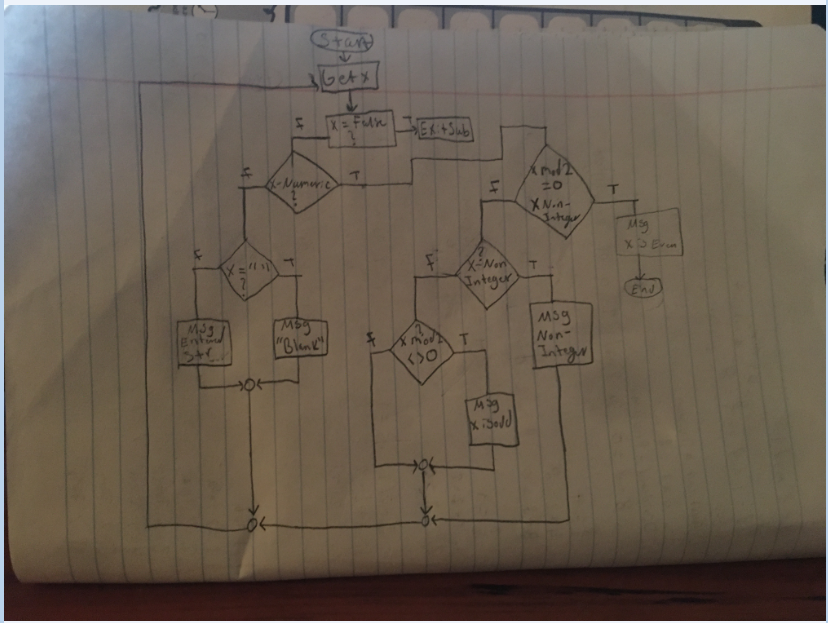 Start
Get x
F
x = False
?
T
Exit Sub
F
x-Numeric
?
T
x mod 2
=0
x Non-
Integer
F
T
Msg
x is Even
End
F
x = " "
?
T
Msg
Entered
Str
Msg
"Blank"
F
?
x=Non
Integer
T
Msg
Non-
Integer
F
?
x mod 2
<>0
T
Msg
x is odd